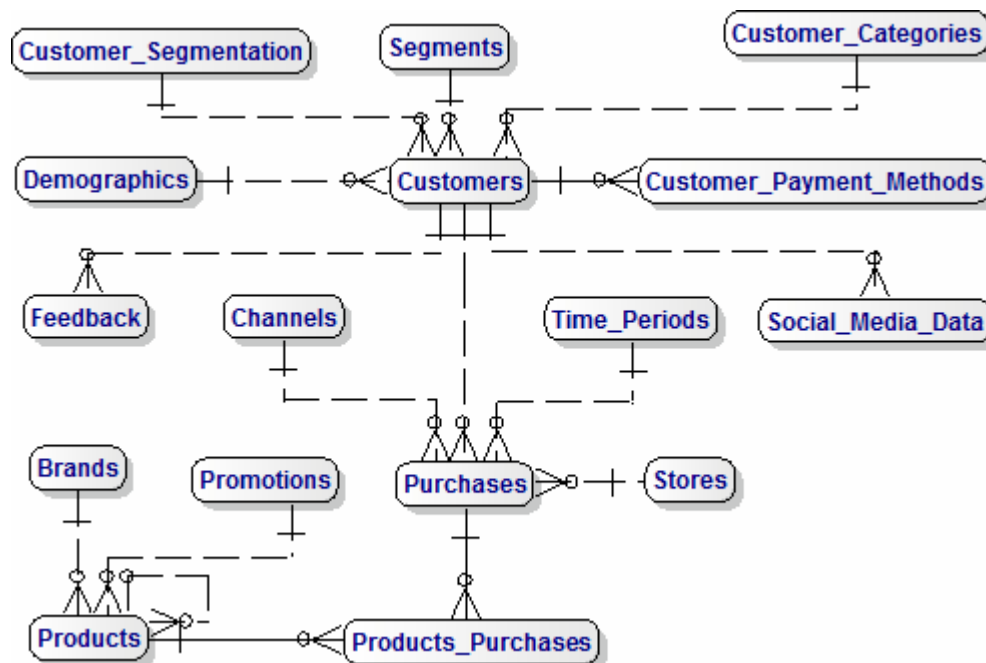 Customer_Segmentation
Segments
Customer_Categories
Demographics
Customers
Customer_Payment_Methods
Feedback
Channels
Time_Periods
Social_Media_Data
Brands
Promotions
Purchases
Stores
Products
Products_Purchases